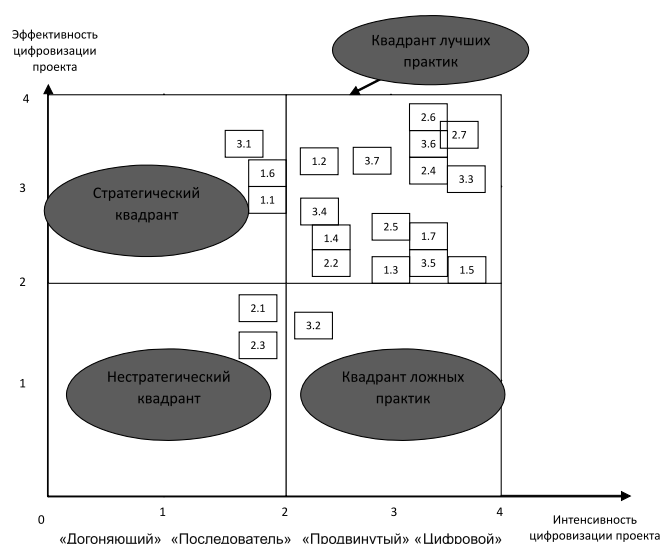 Эффективность
цифровизации
проекта
Квадрант лучших
практик
4
2.6
2.7
3.1
3.6
1.2
3.7
1.6
2.4
3.3
3
Стратегический
квадрант
1.1
3.4
2.5
1.4
1.7
2.2
1.3
3.5
1.5
2
2.1
3.2
2.3
1
Нестратегический
квадрант
Квадрант ложных
практик
0
1
2
3
4
Интенсивность
цифровизации проекта
«Догоняющий» «Последователь» «Продвинутый» «Цифровой»